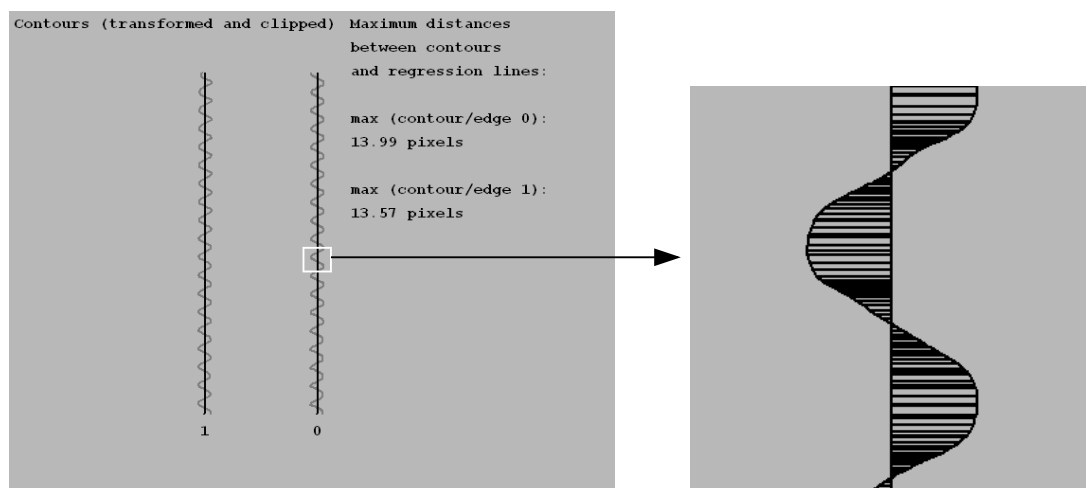 Contours (transformed and clipped)
Maximum distances
between contours
and regression lines:
max (contour/edge 0):
13.99 pixels
max (contour/edge 1):
13.57 pixels
1
0